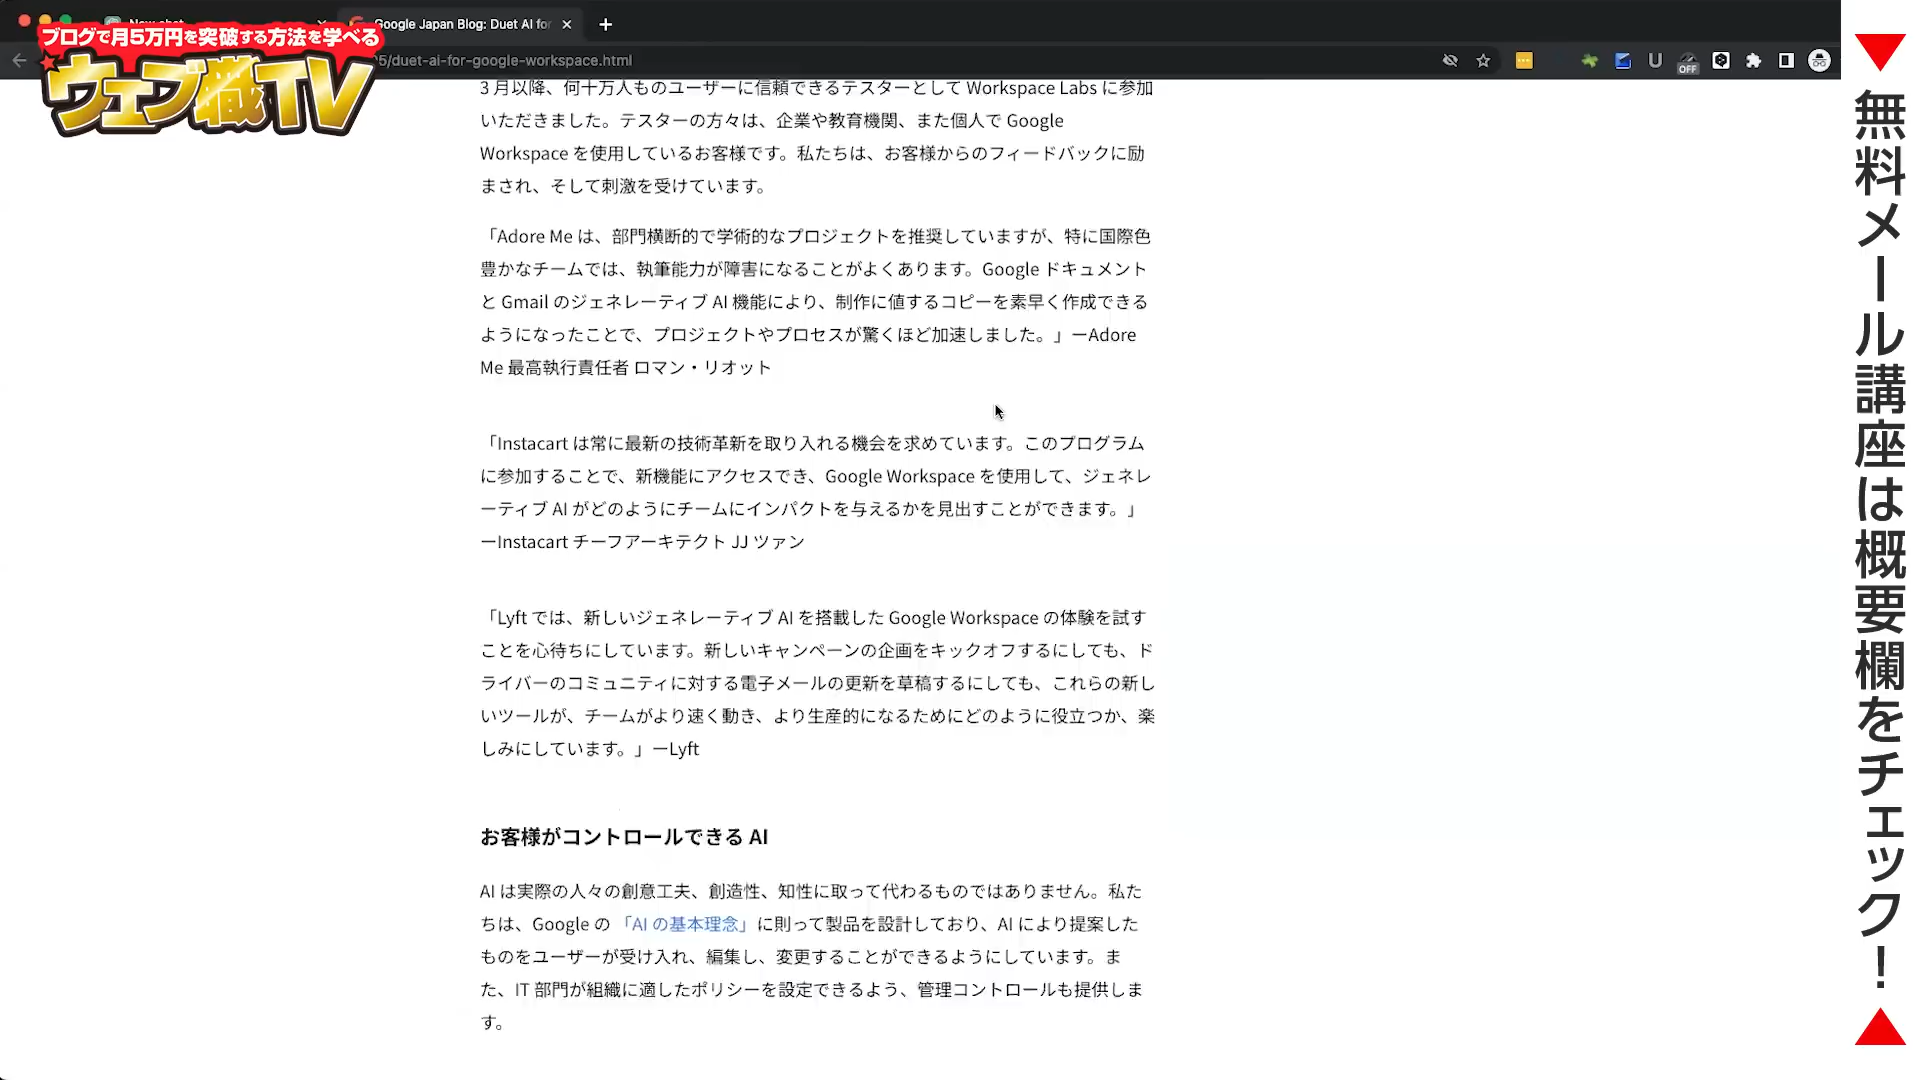 New chat
Google Japan Blog: Duet AI for
5/duet-ai-for-google-workspace.html
OFF
ブログで月5万円を突破する方法を学べる
ウェブ職TV
3 月以降、何十万人ものユーザーに信頼できるテスターとして Workspace Labs に参加
いただきました。テスターの方々は、企業や教育機関、また個人で Google
Workspace を使用しているお客様です。私たちは、お客様からのフィードバックに励
まされ、そして刺激を受けています。
「Adore Me は、部門横断的で学術的なプロジェクトを推奨していますが、特に国際色
豊かなチームでは、執筆能力が障害になることがよくあります。Google ドキュメント
と Gmail のジェネレーティブ AI 機能により、制作に値するコピーを素早く作成できる
ようになったことで、プロジェクトやプロセスが驚くほど加速しました。」ーAdore
Me 最高執行責任者 ロマン・リオット
「Instacart は常に最新の技術革新を取り入れる機会を求めています。このプログラム
に参加することで、新機能にアクセスでき、Google Workspace を使用して、ジェネレ
ーティブ AI がどのようにチームにインパクトを与えるかを見出すことができます。」
ーInstacart チーフアーキテクト JJ ツァン
「Lyft では、新しいジェネレーティブ AI を搭載した Google Workspace の体験を試す
ことを心待ちにしています。新しいキャンペーンの企画をキックオフするにしても、ド
ライバーのコミュニティに対する電子メールの更新を草稿するにしても、これらの新し
いツールが、チームがより速く動き、より生産的になるためにどのように役立つか、楽
しみにしています。」ーLyft
お客様がコントロールできる AI
AI は実際の人々の創意工夫、創造性、知性に取って代わるものではありません。私た
ちは、Google の 「AI の基本理念」に則って製品を設計しており、AI により提案した
ものをユーザーが受け入れ、編集し、変更することができるようにしています。ま
た、IT 部門が組織に適したポリシーを設定できるよう、管理コントロールも提供しま
す。
無料メール講座は概要欄をチェック！